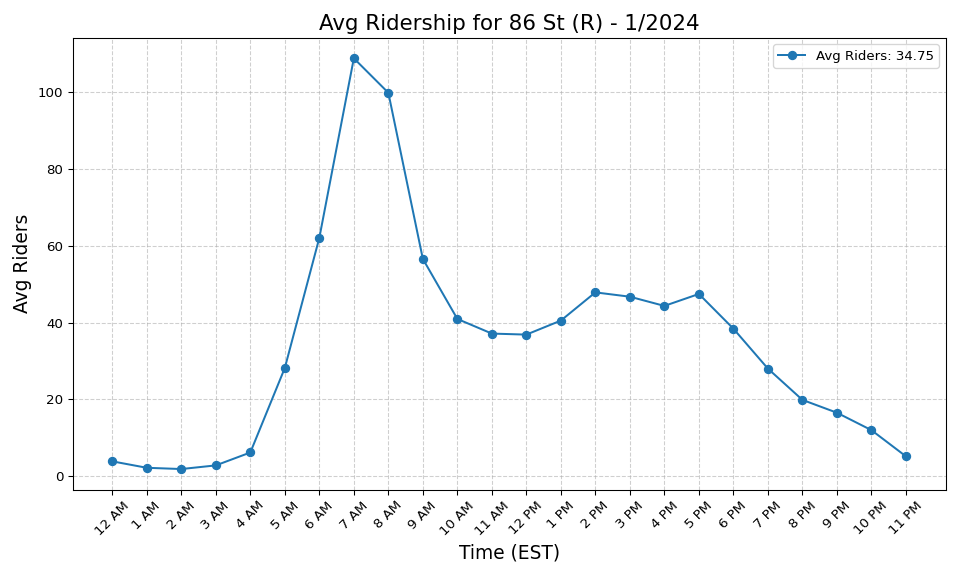 Avg Ridership for 86 St (R) - 1/2024
Avg Riders: 34.75
Avg Riders
100
80
60
40
20
0
12 AM
1 AM
2 AM
3 AM
4 AM
5 AM
6 AM
7 AM
8 AM
9 AM
10 AM
11 AM
12 PM
1 PM
2 PM
3 PM
4 PM
5 PM
6 PM
7 PM
8 PM
9 PM
10 PM
11 PM
Time (EST)